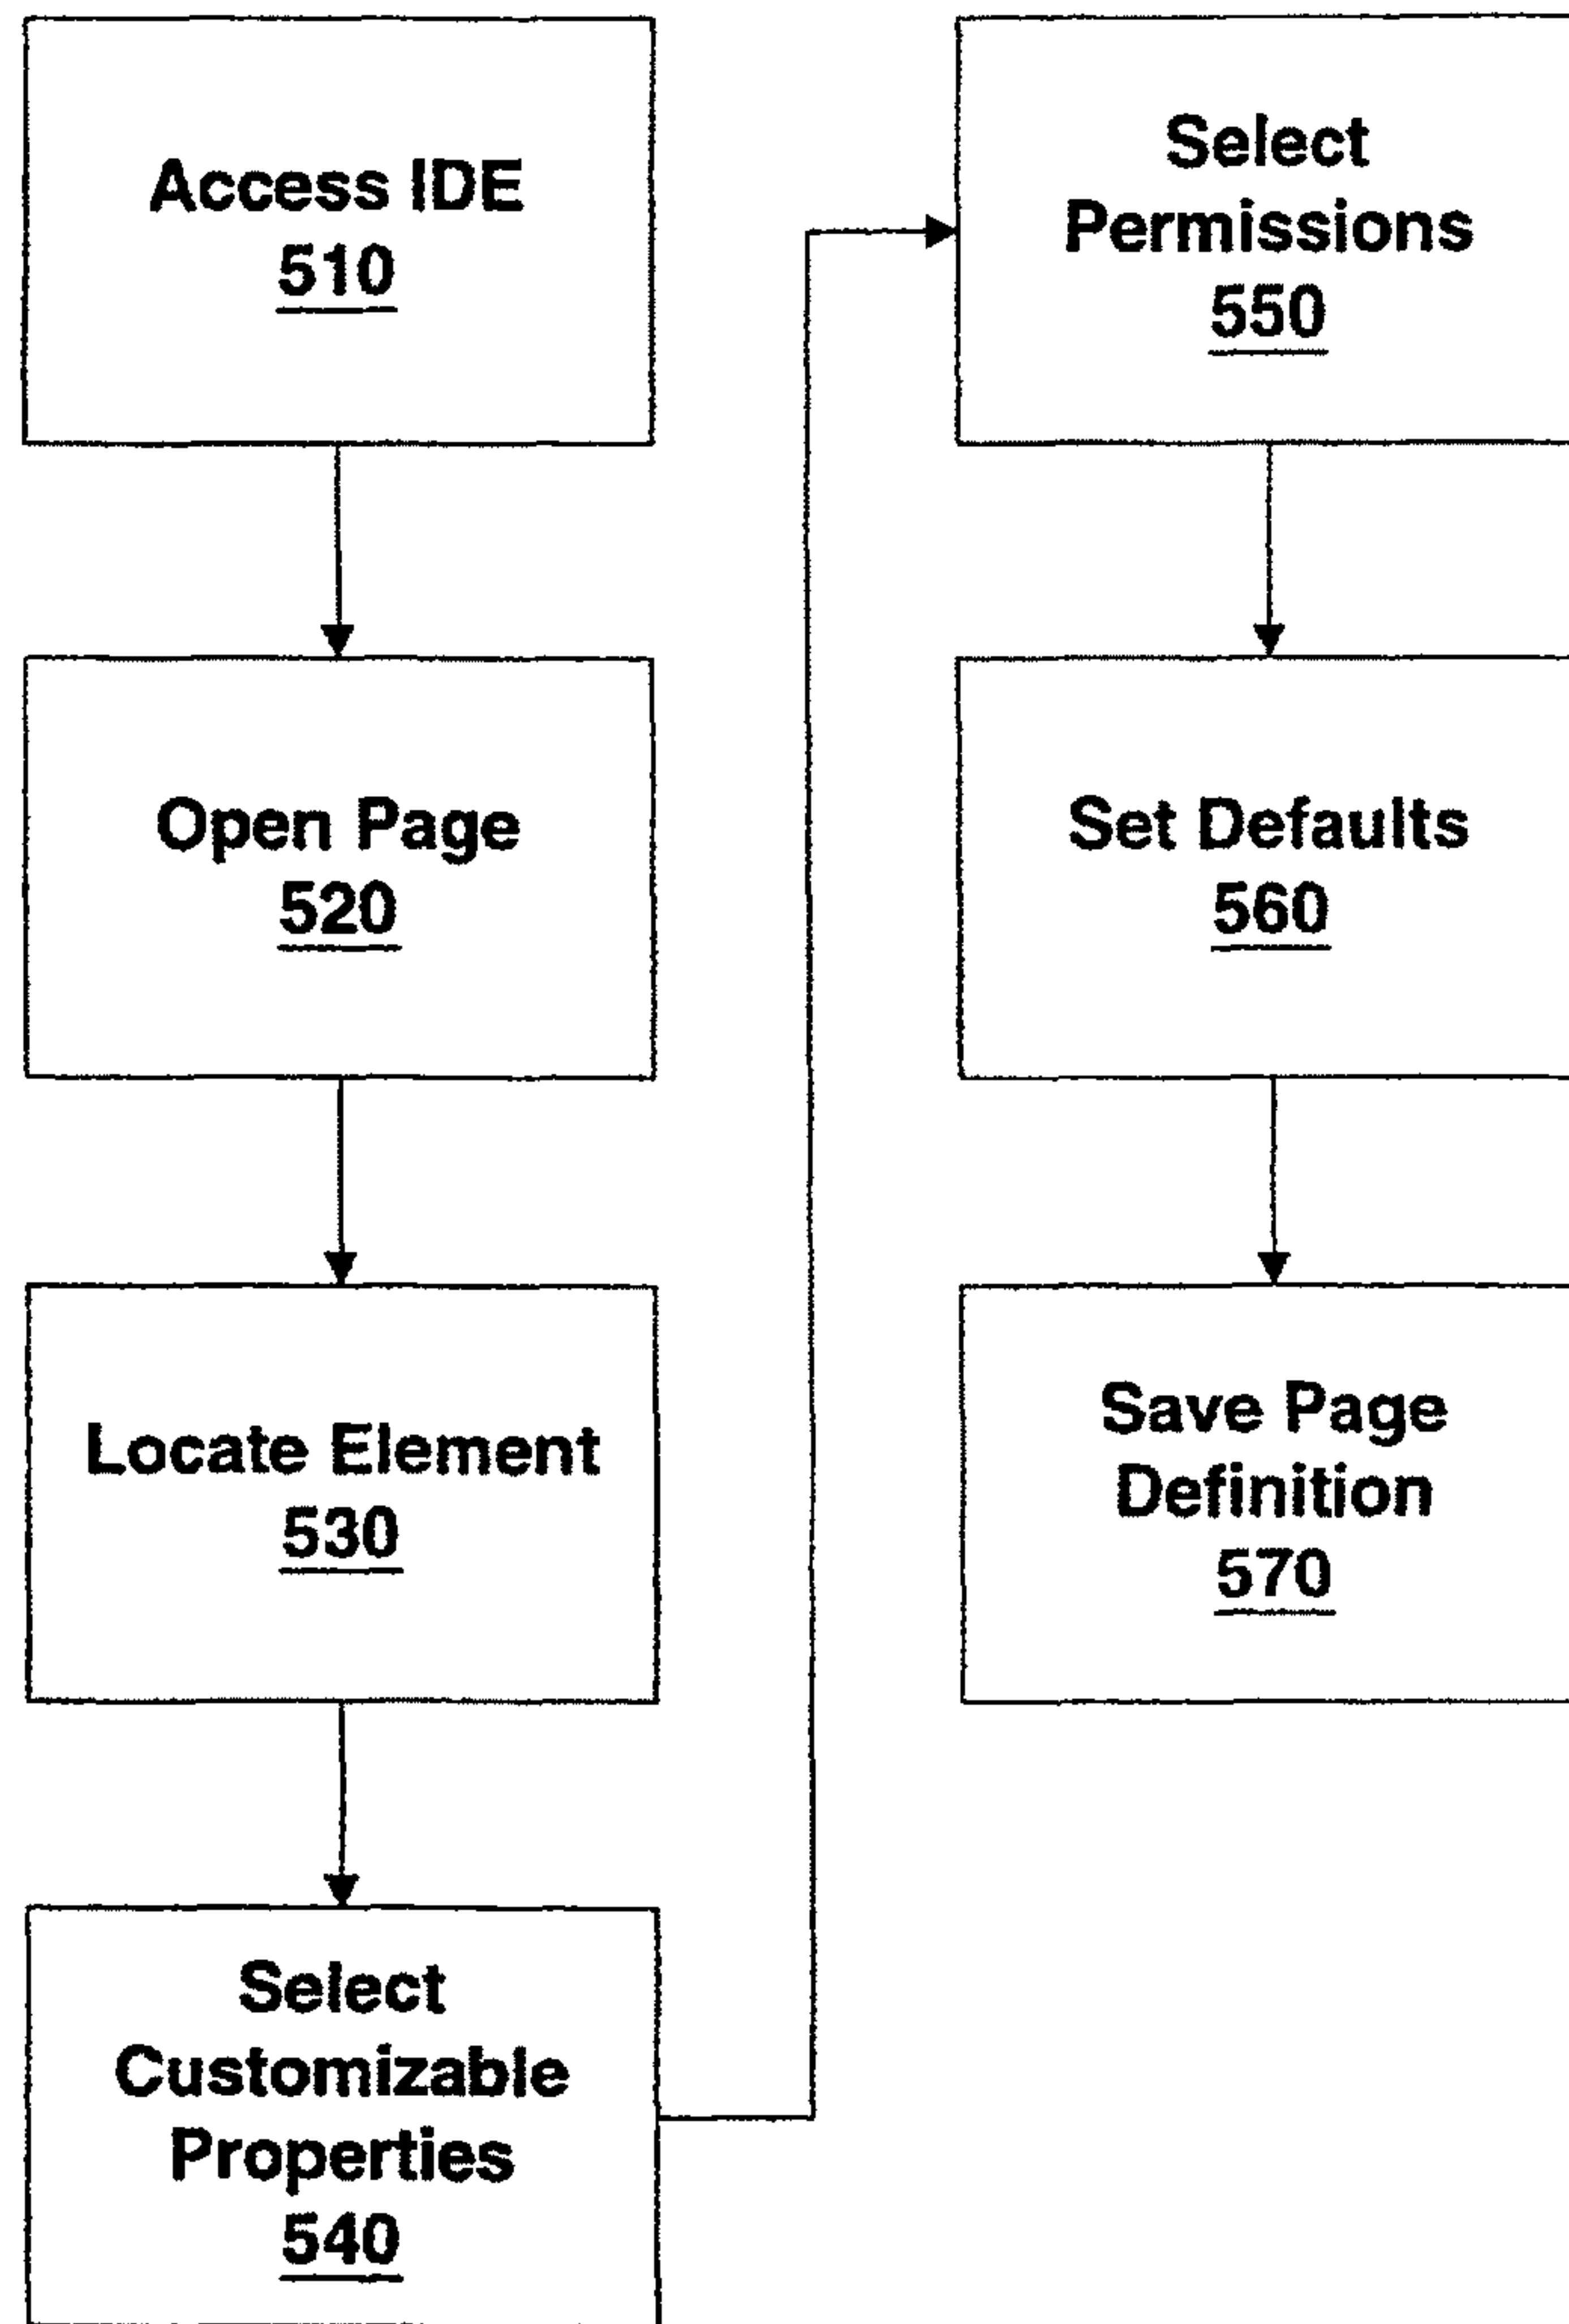 Access IDE
510
Open Page
520
Locate Element
530
Select
Customizable
Properties
540
Select
Permissions
550
Set Defaults
560
Save Page
Definition
570